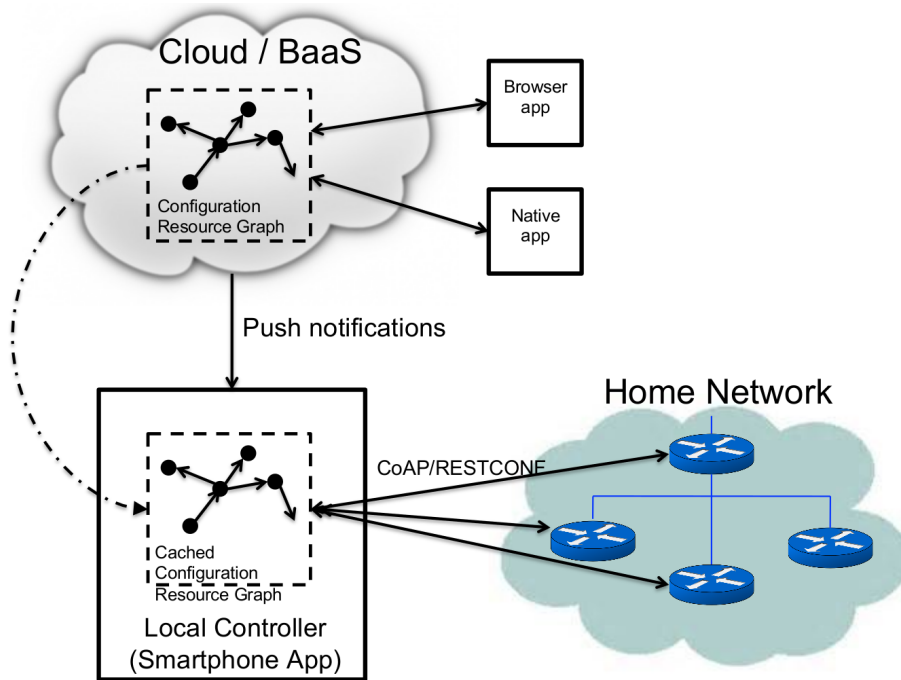 Cloud / BaaS
Configuration
Resource Graph
Browser
app
Native
app
Push notifications
Home Network
CoAP/RESTCONF
Cached
Configuration
Resource Graph
Local Controller
(Smartphone App)